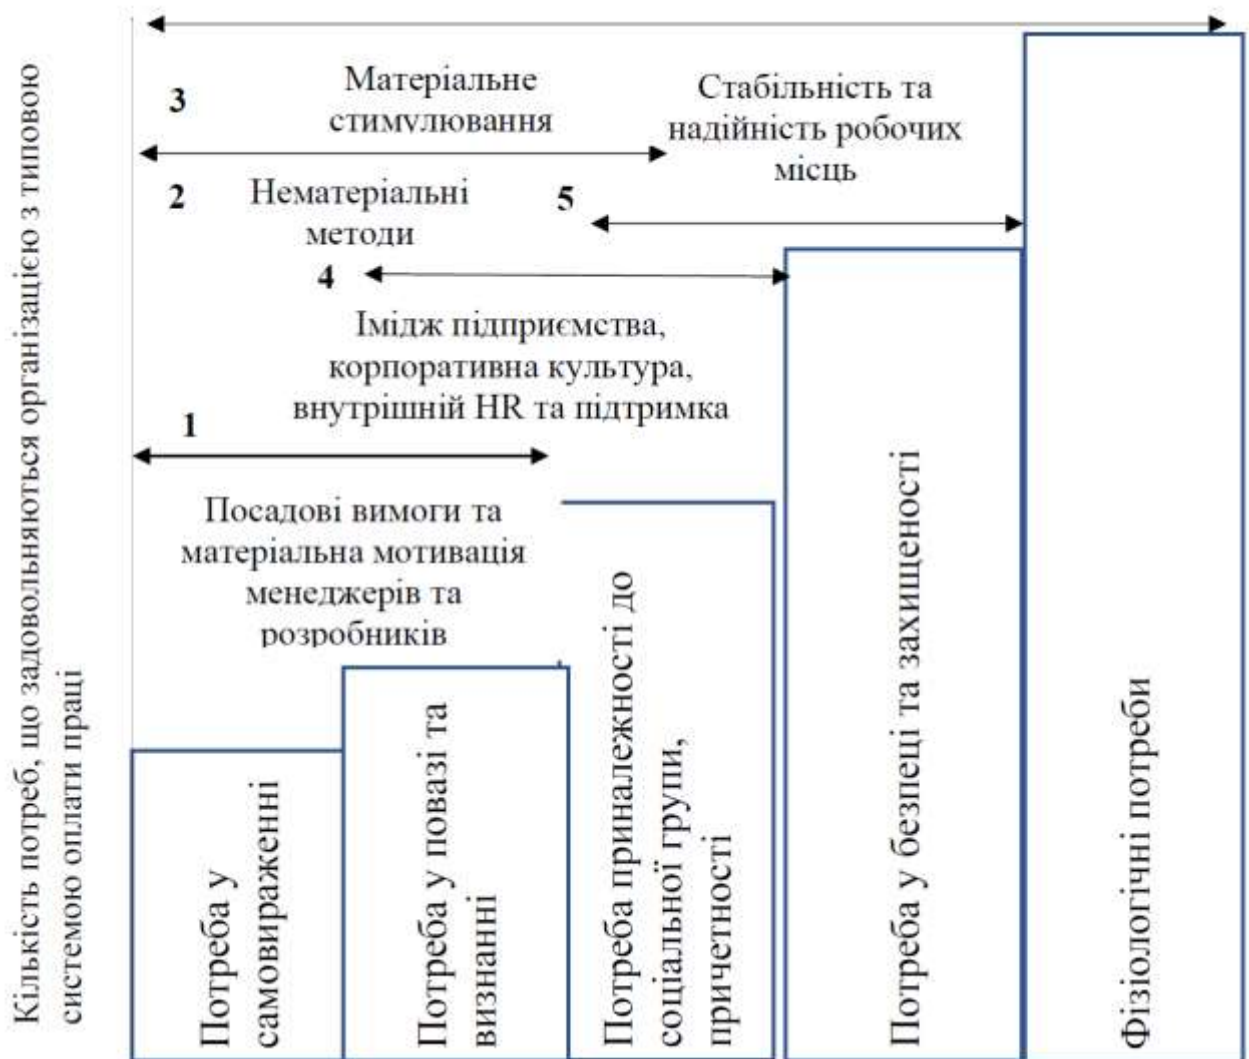 Кількість потреб, що задовольняються організацією з типовою
системою оплати праці
3
Матеріальне
стимулювання
Стабільність та
надійність робочих
місць
2
Нематеріальні
методи
5
4
Імідж підприємства,
корпоративна культура,
внутрішній HR та підтримка
1
Посадові вимоги та
матеріальна мотивація
менеджерів та
розробників
Потреба у
самовираженні
Потреба у повазі та
визнанні
Потреба приналежності до
соціальної групи,
причетності
Потреба у безпеці та захищеності
Фізіологічні потреби